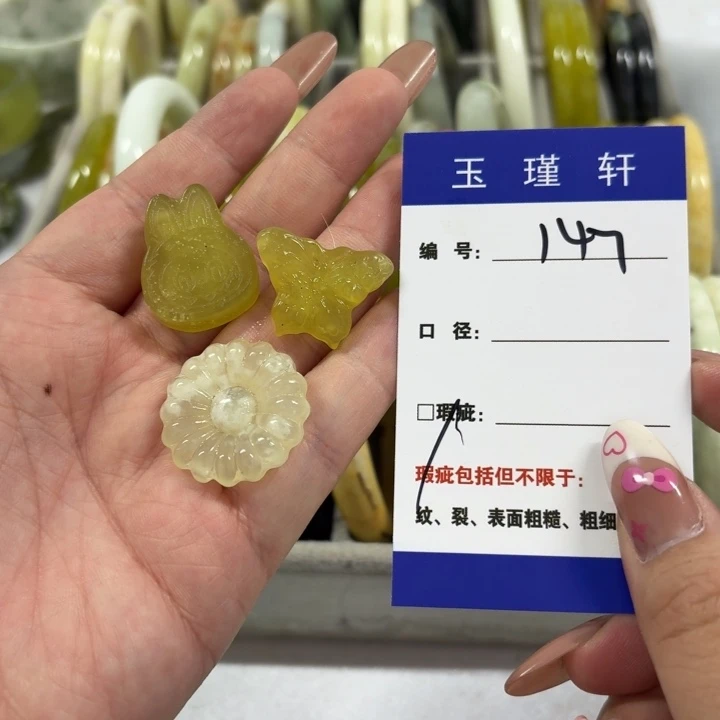 玉瑾轩
编 号: 147
口 径:
□瑕疵:
瑕疵包括但不限于:
纹、裂、表面粗糙、粗细